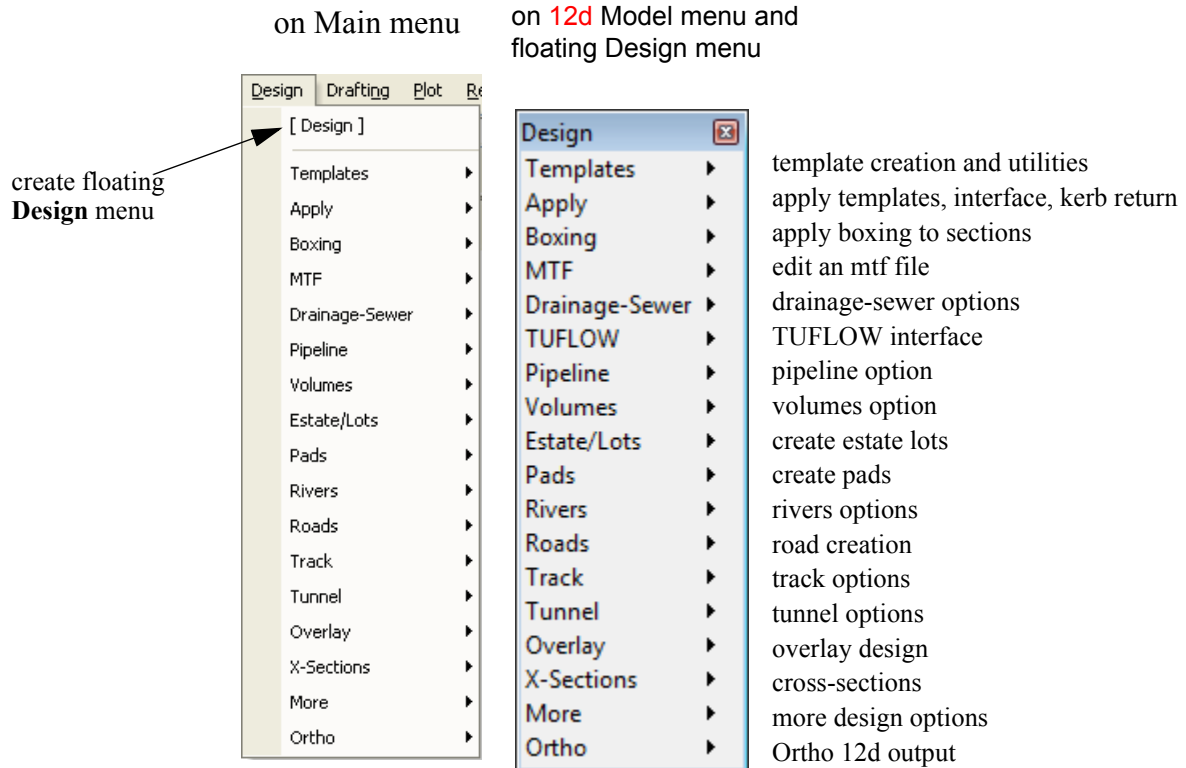 on Main menu
on 12d Model menu and
floating Design menu
Design Drafting Plot Re
[ Design ]
Templates
Apply
Boxing
MTF
Drainage-Sewer
Pipeline
Volumes
Estate/Lots
Pads
Rivers
Roads
Track
Tunnel
Overlay
X-Sections
More
Ortho
create floating
Design menu
Design
Templates
Apply
Boxing
MTF
Drainage-Sewer
TUFLOW
Pipeline
Volumes
Estate/Lots
Pads
Rivers
Roads
Track
Tunnel
Overlay
X-Sections
More
Ortho
template creation and utilities
apply templates, interface, kerb return
apply boxing to sections
edit an mtf file
drainage-sewer options
TUFLOW interface
pipeline option
volumes option
create estate lots
create pads
rivers options
road creation
track options
tunnel options
overlay design
cross-sections
more design options
Ortho 12d output